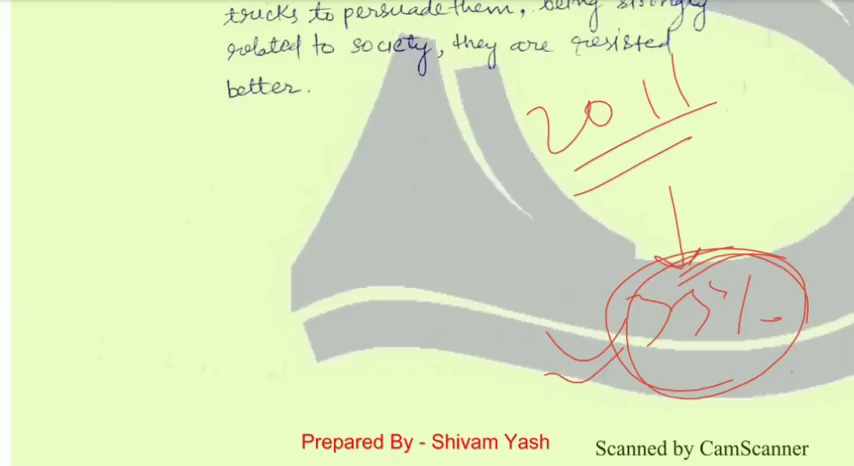 tricks to persuade them, being strongly
related to society, they are resisted
better.
2011
Prepared By - Shivam Yash
Scanned by CamScanner